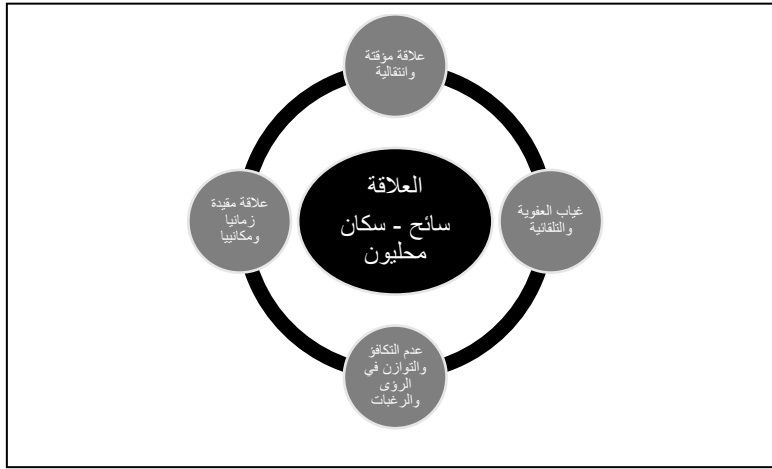 علاقة مؤقتة
وانتقالية
العلاقة
سائح - سكان
محليون
غياب العفوية
والتلقائية
علاقة مقيدة
زمانيا
ومكانييا
عدم التكافؤ
والتوازن في
الرؤى
والرغبات